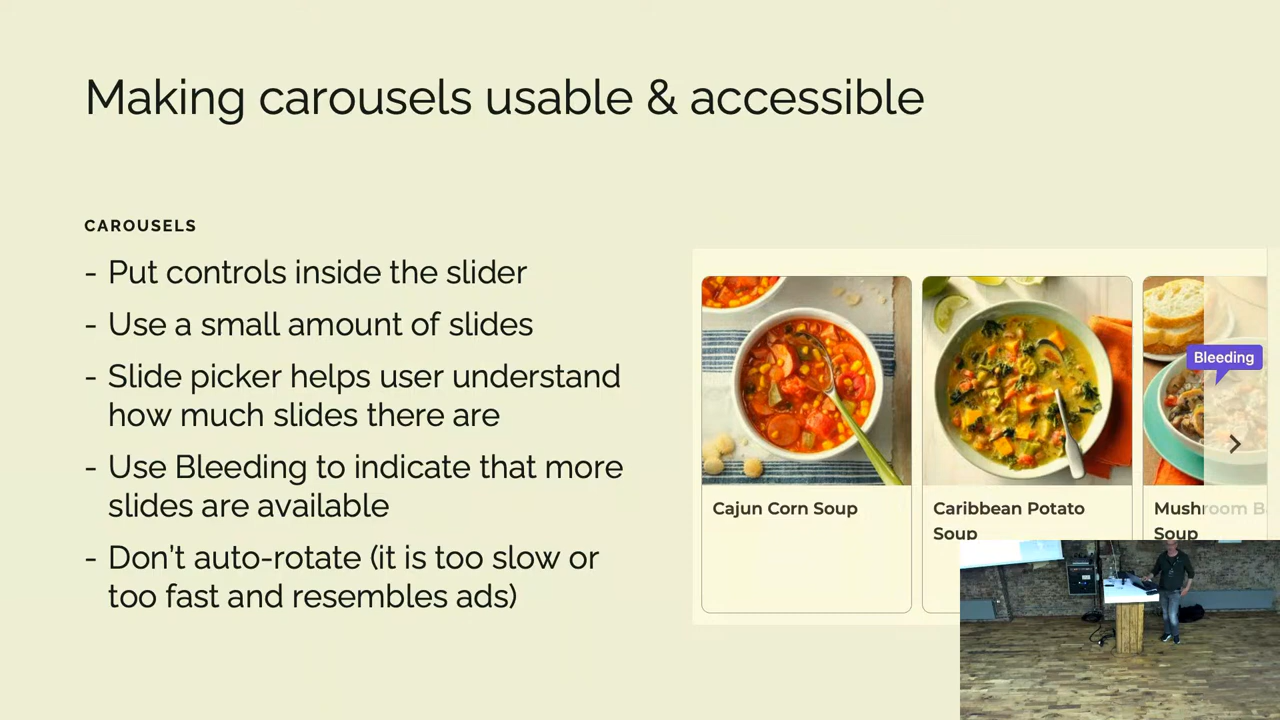 Making carousels usable & accessible
CAROUSELS
- Put controls inside the slider
- Use a small amount of slides
- Slide picker helps user understand
how much slides there are
- Use Bleeding to indicate that more
slides are available
- Don't auto-rotate (it is too slow or
too fast and resembles ads)
Bleeding
Cajun Corn Soup
Caribbean Potato
Soup
Mushroom B
Soup